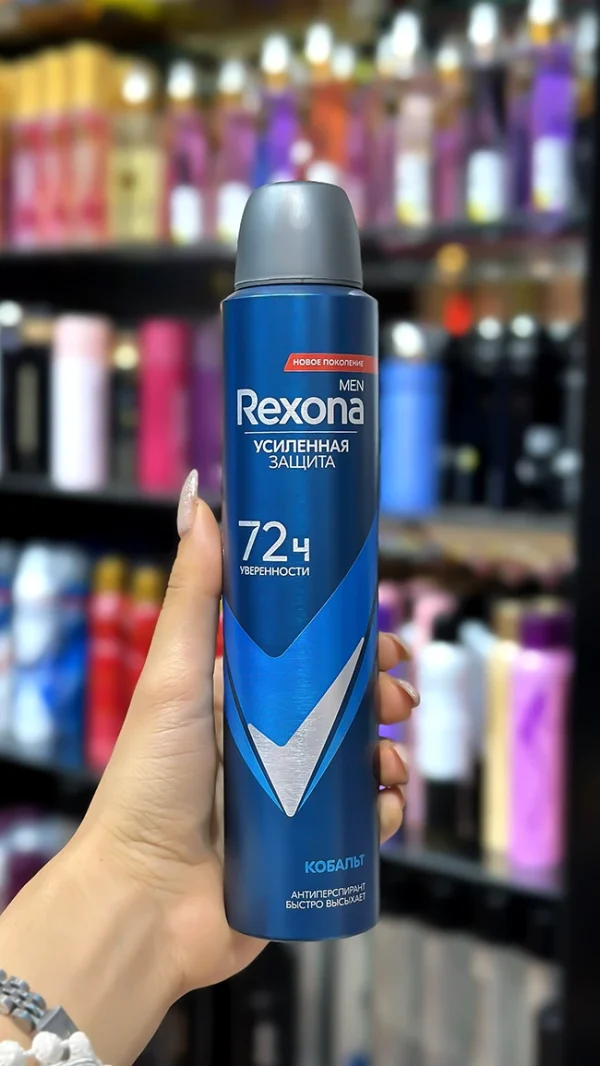 НОВОЕ ПОКОЛЕНИЕ
MEN
Rexona
УСИЛЕННАЯ
ЗАЩИТА
72ч
УВЕРЕННОСТИ
КОБАЛЬТ
АНТИПЕРСПИРАНТ
БЫСТРО ВЫСЫХАЕТ